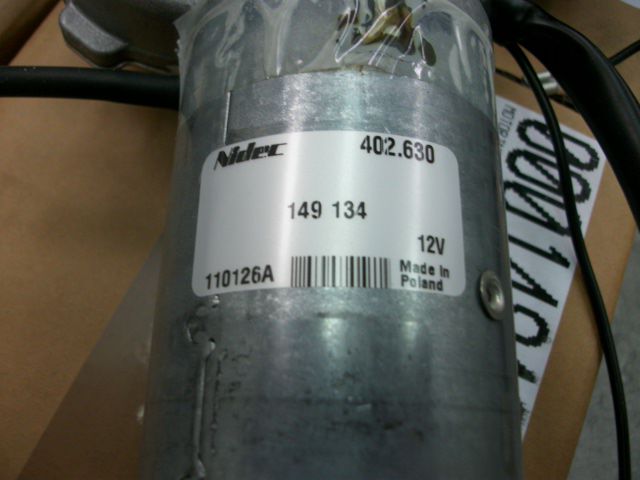 Nidec 402.630
149 134
12V
110126A Made in
Poland